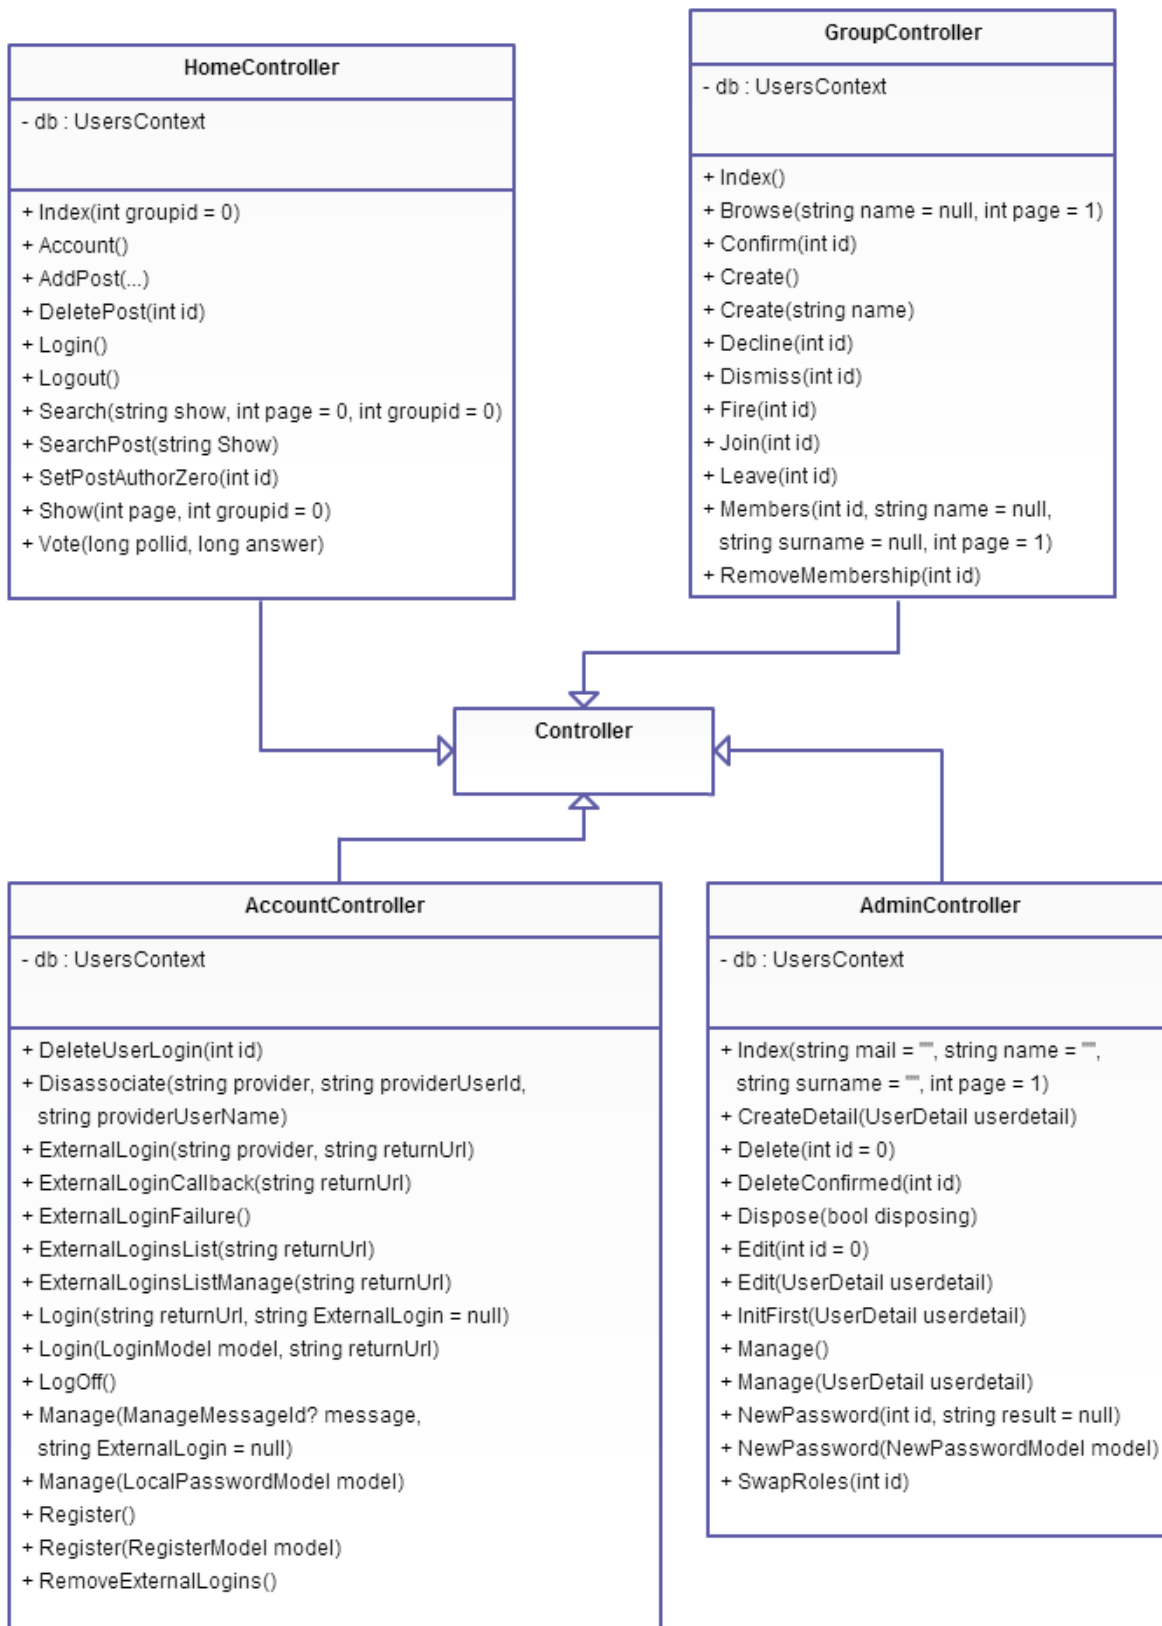 HomeController
- db : UsersContext
+ Index(int groupid = 0)
+ Account()
+ AddPost(...)
+ DeletePost(int id)
+ Login()
+ Logout()
+ Search(string show, int page = 0, int groupid = 0)
+ SearchPost(string Show)
+ SetPostAuthorZero(int id)
+ Show(int page, int groupid = 0)
+ Vote(long pollid, long answer)
GroupController
- db : UsersContext
+ Index()
+ Browse(string name = null, int page = 1)
+ Confirm(int id)
+ Create()
+ Create(string name)
+ Decline(int id)
+ Dismiss(int id)
+ Fire(int id)
+ Join(int id)
+ Leave(int id)
+ Members(int id, string name = null,
string surname = null, int page = 1)
+ RemoveMembership(int id)
Controller
AccountController
- db : UsersContext
+ DeleteUserLogin(int id)
+ Disassociate(string provider, string providerUserId,
string providerUserName)
+ ExternalLogin(string provider, string returnUrl)
+ ExternalLoginCallback(string returnUrl)
+ ExternalLoginFailure()
+ ExternalLoginsList(string returnUrl)
+ ExternalLoginsListManage(string returnUrl)
+ Login(string returnUrl, string ExternalLogin = null)
+ Login(LoginModel model, string returnUrl)
+ LogOff()
+ Manage(ManageMessageId? message,
string ExternalLogin = null)
+ Manage(LocalPasswordModel model)
+ Register()
+ Register(RegisterModel model)
+ RemoveExternalLogins()
AdminController
- db : UsersContext
+ Index(string mail = "", string name = "",
string surname = "", int page = 1)
+ CreateDetail(UserDetail userdetail)
+ Delete(int id = 0)
+ DeleteConfirmed(int id)
+ Dispose(bool disposing)
+ Edit(int id = 0)
+ Edit(UserDetail userdetail)
+ InitFirst(UserDetail userdetail)
+ Manage()
+ Manage(UserDetail userdetail)
+ NewPassword(int id, string result = null)
+ NewPassword(NewPasswordModel model)
+ SwapRoles(int id)